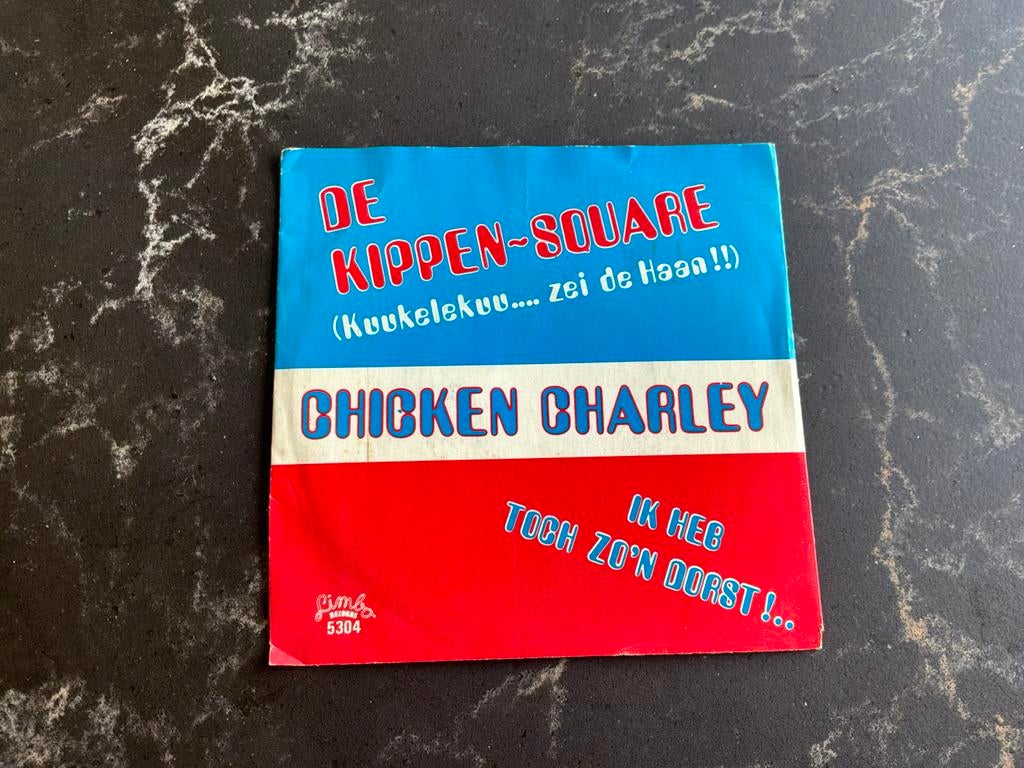 DE
KIPPEN~SQUARE
(Kuukelekuu.... zei de Haan!!)
CHICKEN CHARLEY
IK HEB
TOCH ZO'N DORST!..
Limbo
RECORDS
5304